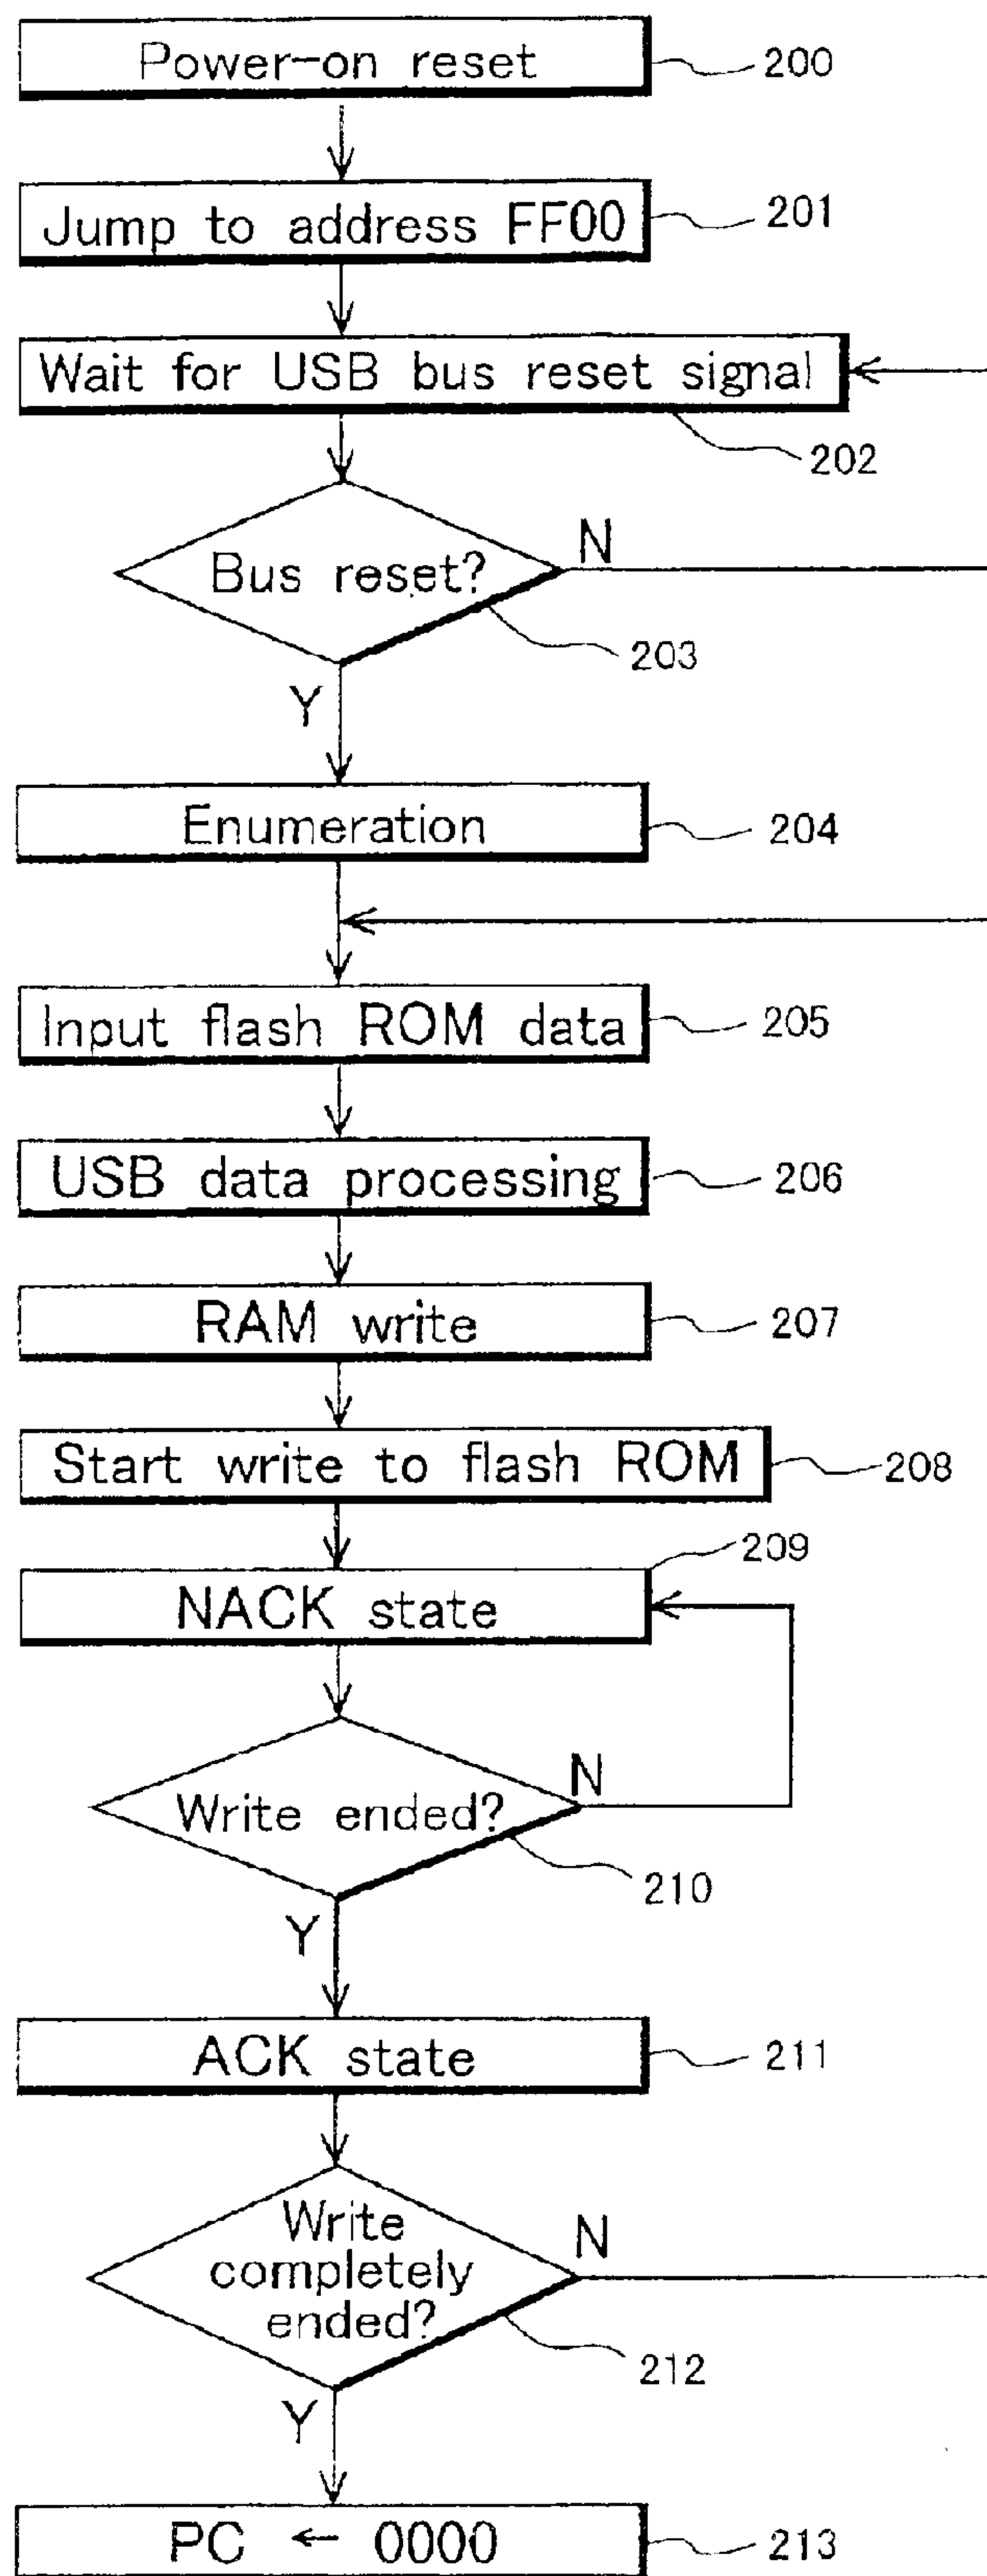 Power-on reset
200
Jump to address FF00
201
Wait for USB bus reset signal
202
Bus reset?
N
203
Y
Enumeration
204
Input flash ROM data
205
USB data processing
206
RAM write
207
Start write to flash ROM
208
209
NACK state
N
Write ended?
210
Y
ACK state
211
Write
completely
ended?
N
212
Y
PC ← 0000
213